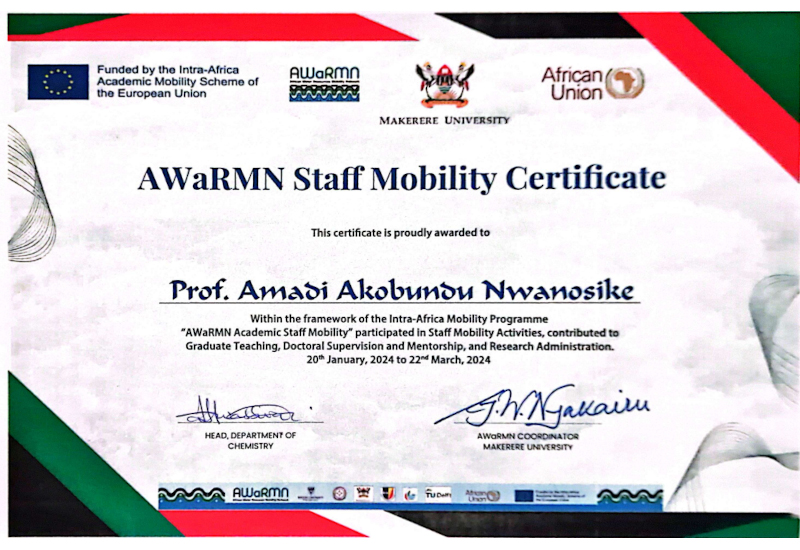 Funded by the Intra-Africa
Academic Mobility Scheme of
the European Union
AWaRMN
MAKERERE UNIVERSITY
African
Union
AWaRMN Staff Mobility Certificate
This certificate is proudly awarded to
Prof. Amadi Akobundu Nwanosike
Within the framework of the Intra-Africa Mobility Programme
"AWaRMN Academic Staff Mobility" participated in Staff Mobility Activities, contributed to
Graduate Teaching, Doctoral Supervision and Mentorship, and Research Administration.
20th January, 2024 to 22nd March, 2024
G.W. Nyakairu
HEAD, DEPARTMENT OF
CHEMISTRY
AWaRMN COORDINATOR
MAKERERE UNIVERSITY
AWaRMN
TU Delft
African
Union